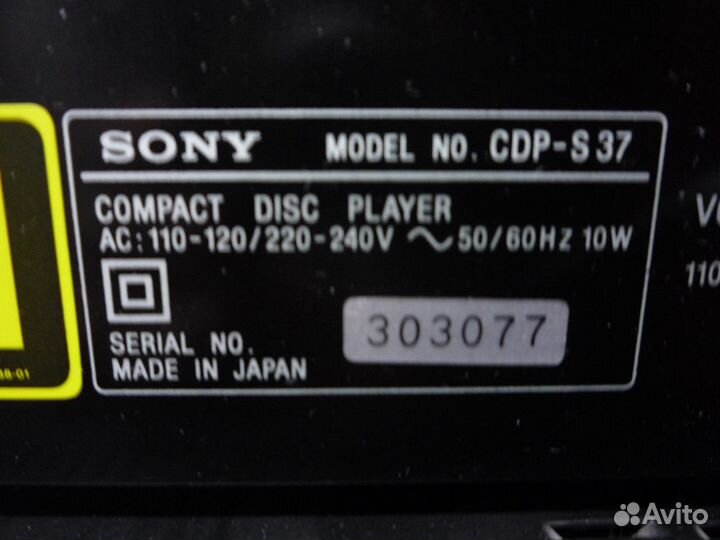 SONY MODEL NO. CDP-S37
COMPACT DISC PLAYER
AC: 110-120/220-240V ~ 50/60Hz 10W
110
SERIAL NO. 303077
MADE IN JAPAN
Avito